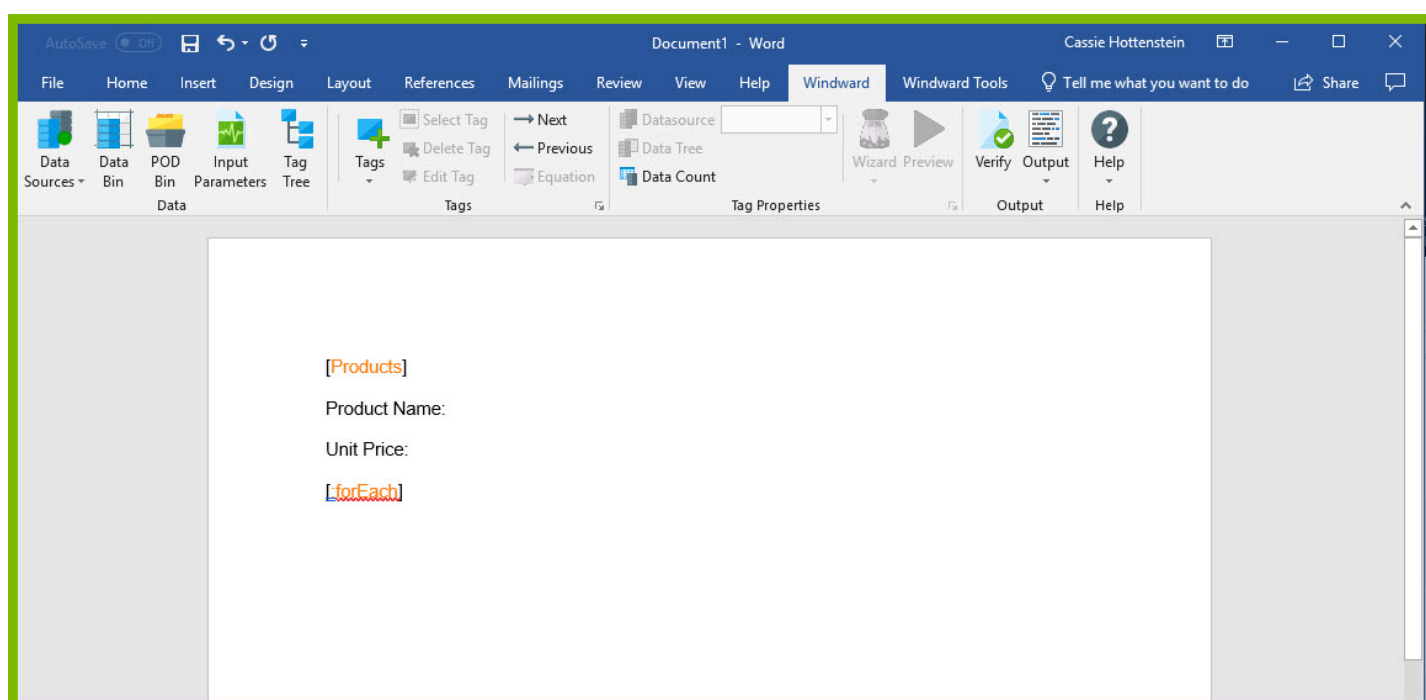 AutoSave Off Document1 - Word Cassie Hottenstein
File Home Insert Design Layout References Mailings Review View Help Windward Windward Tools Tell me what you want to do Share
Select Tag Next Datasource
Delete Tag Previous Data Tree
Data Data POD Input Tag Tags Edit Tag Equation Data Count Wizard Preview Verify Output Help
Sources Bin Bin Parameters Tree
Data Tags Tag Properties Output Help
[Products]
Product Name:
Unit Price:
[:forEach]